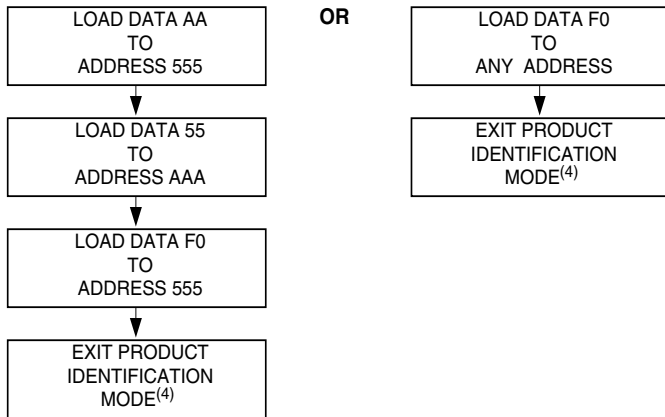 LOAD DATA AA
TO
ADDRESS 555
LOAD DATA 55
TO
ADDRESS AAA
LOAD DATA F0
TO
ADDRESS 555
EXIT PRODUCT
IDENTIFICATION
MODE(4)
OR
LOAD DATA F0
TO
ANY ADDRESS
EXIT PRODUCT
IDENTIFICATION
MODE(4)